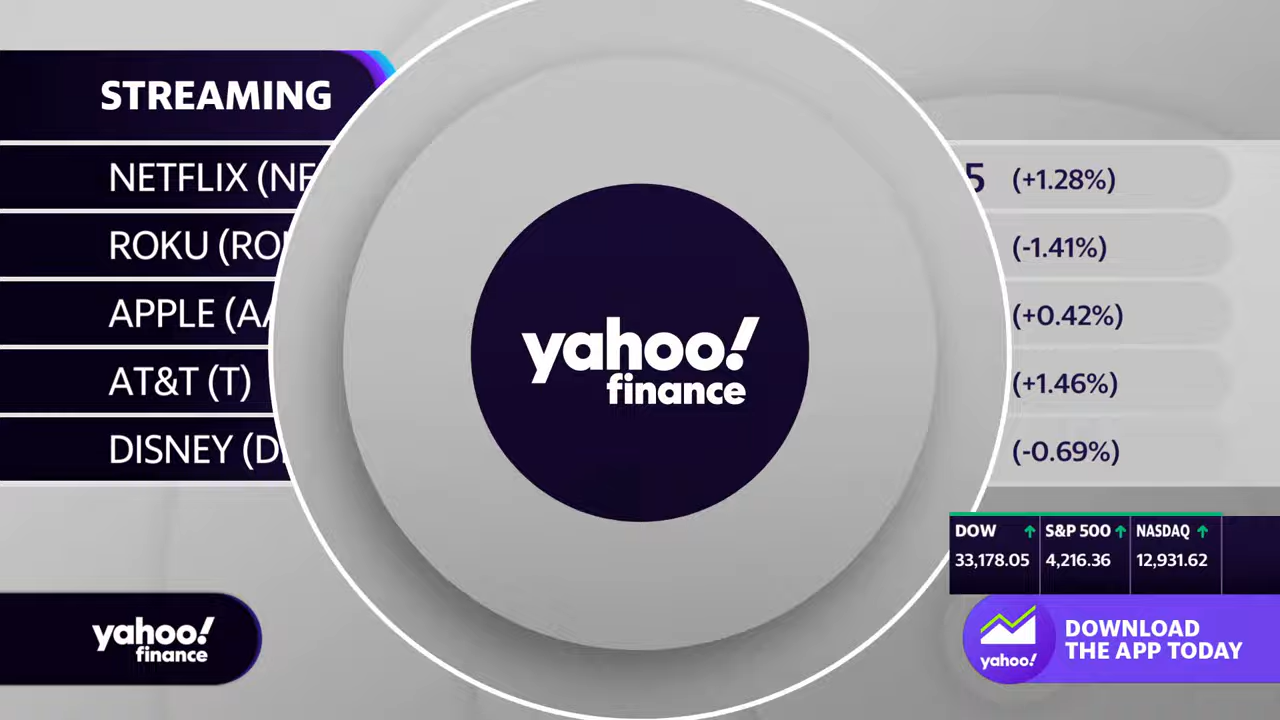 STREAMING
NETFLIX (NF
5 (+1.28%)
ROKU (RO
(-1.41%)
APPLE (AA
(+0.42%)
AT&T (T)
(+1.46%)
DISNEY (D
(-0.69%)
yahoo!
finance
DOW S&P 500 NASDAQ
33,178.05 4,216.36 12,931.62
yahoo!
finance
DOWNLOAD
THE APP TODAY
yahoo!